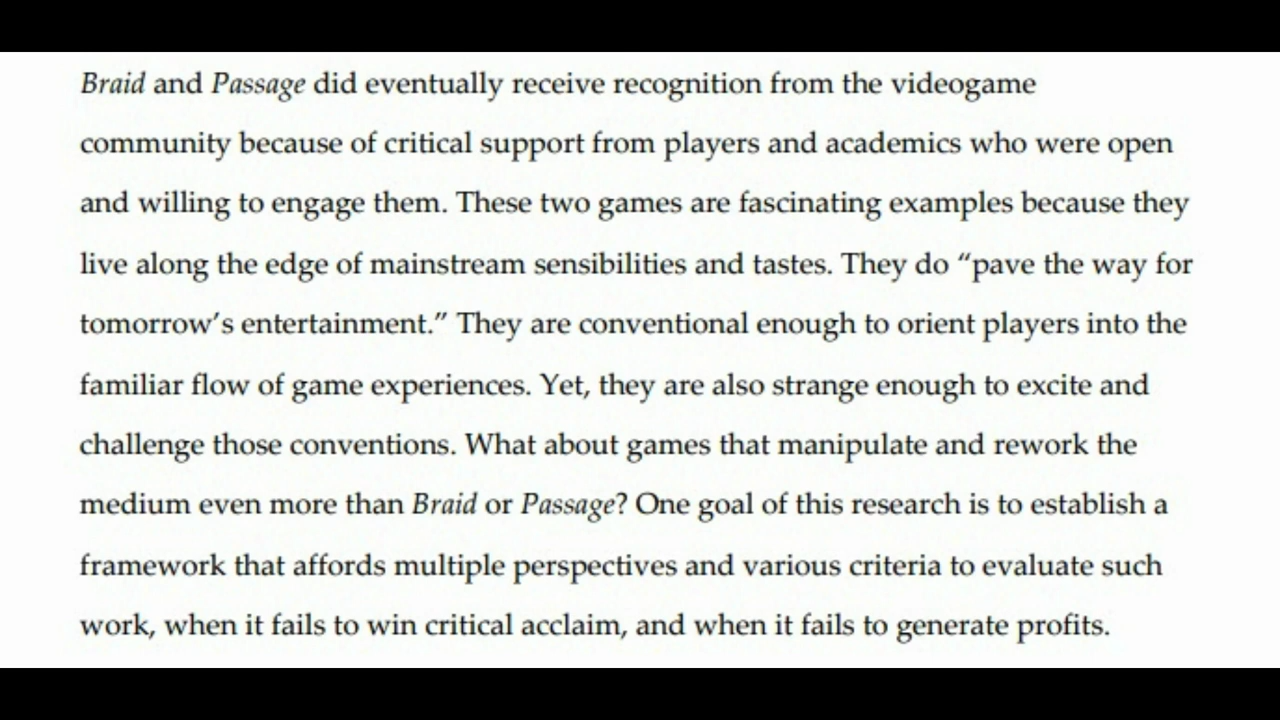 Braid and Passage did eventually receive recognition from the videogame
community because of critical support from players and academics who were open
and willing to engage them. These two games are fascinating examples because they
live along the edge of mainstream sensibilities and tastes. They do “pave the way for
tomorrow’s entertainment.” They are conventional enough to orient players into the
familiar flow of game experiences. Yet, they are also strange enough to excite and
challenge those conventions. What about games that manipulate and rework the
medium even more than Braid or Passage? One goal of this research is to establish a
framework that affords multiple perspectives and various criteria to evaluate such
work, when it fails to win critical acclaim, and when it fails to generate profits.